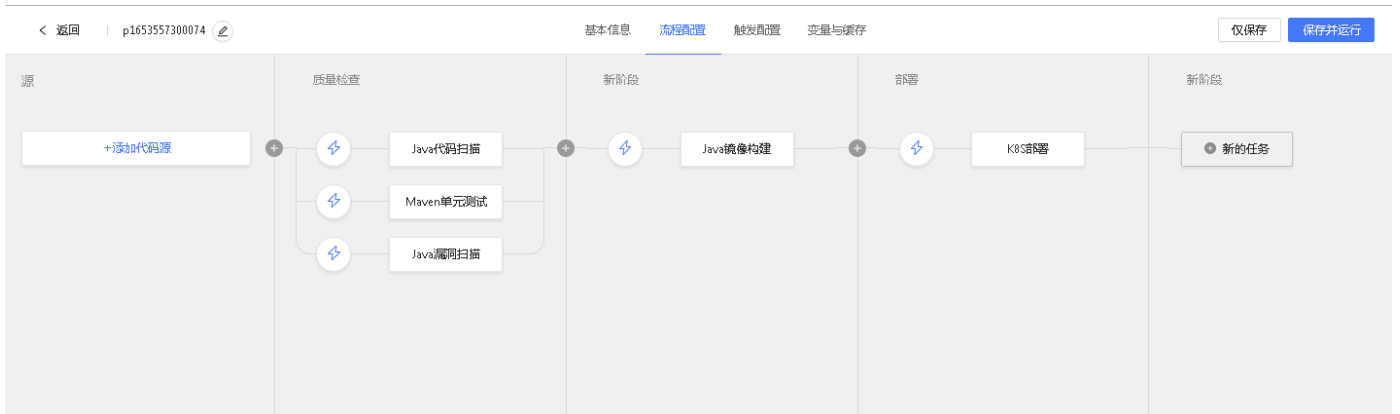 返回 p1653557300074 基本信息 流程配置 触发配置 变量与缓存 仅保存 保存并运行
源 质量检查 新阶段 部署 新阶段
+添加代码源 Java代码扫描 Java镜像构建 K8S部署 新的任务
Maven单元测试
Java漏洞扫描